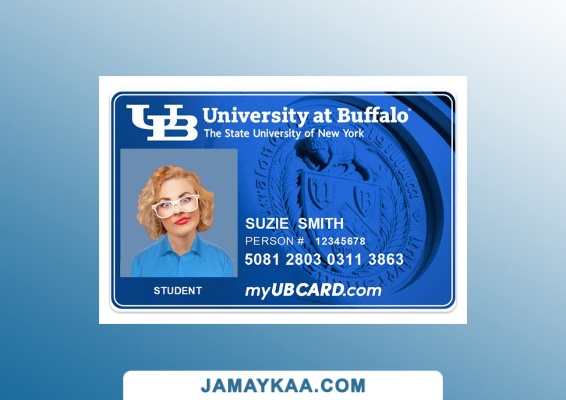 UB University at Buffalo
The State University of New York
SUZIE SMITH
PERSON # 12345678
5081 2803 0311 3863
STUDENT
myUBCARD.com
JAMAYKAA.COM